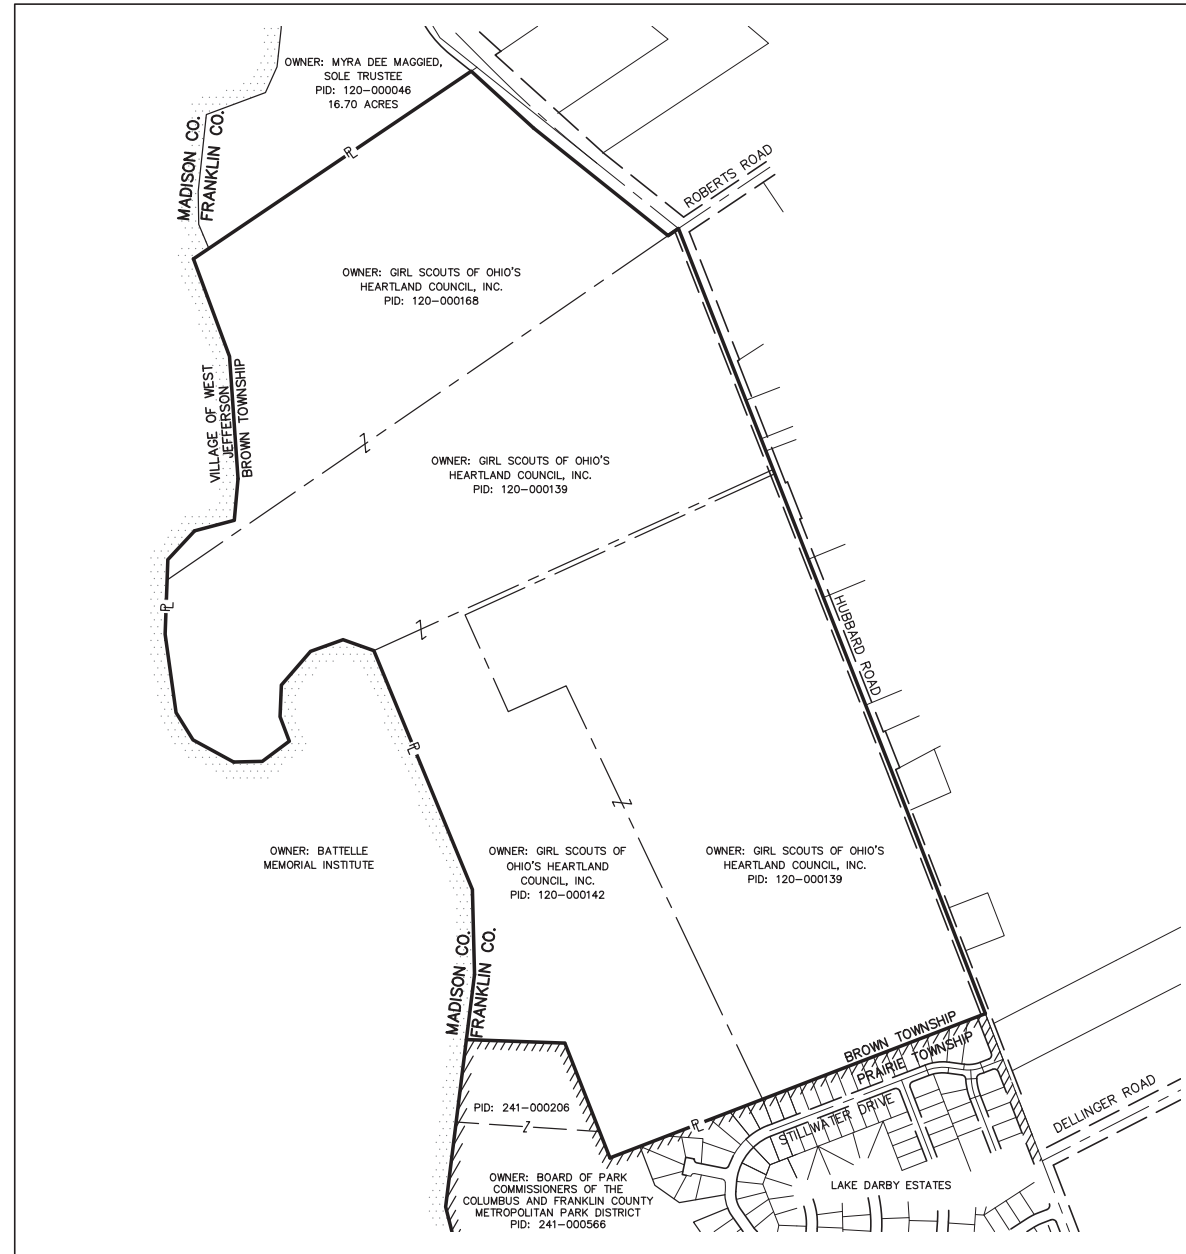 OWNER: MYRA DEE MAGGIED,
SOLE TRUSTEE
PID: 120-000046
16.70 ACRES
MADISON CO.
FRANKLIN CO.
PL
ROBERTS ROAD
OWNER: GIRL SCOUTS OF OHIO'S
HEARTLAND COUNCIL, INC.
PID: 120-000168
VILLAGE OF WEST
JEFFERSON
BROWN TOWNSHIP
Z
OWNER: GIRL SCOUTS OF OHIO'S
HEARTLAND COUNCIL, INC.
PID: 120-000139
PL
Z
HUBBARD ROAD
PL
Z
OWNER: BATTELLE
MEMORIAL INSTITUTE
OWNER: GIRL SCOUTS OF
OHIO'S HEARTLAND
COUNCIL, INC.
PID: 120-000142
OWNER: GIRL SCOUTS OF OHIO'S
HEARTLAND COUNCIL, INC.
PID: 120-000139
MADISON CO.
FRANKLIN CO.
BROWN TOWNSHIP
PRAIRIE TOWNSHIP
PID: 241-000206
Z
PL
STILLWATER DRIVE
DELLINGER ROAD
OWNER: BOARD OF PARK
COMMISSIONERS OF THE
COLUMBUS AND FRANKLIN COUNTY
METROPOLITAN PARK DISTRICT
PID: 241-000566
LAKE DARBY ESTATES